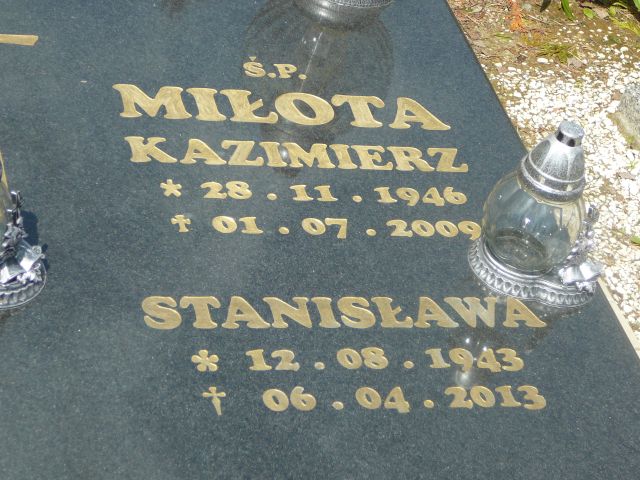 Ś.P.
MIŁOTA
KAZIMIERZ
* 28 . 11 . 1946
† 01 . 07 . 2009
STANISŁAWA
* 12 . 08 . 1943
† 06 . 04 . 2013